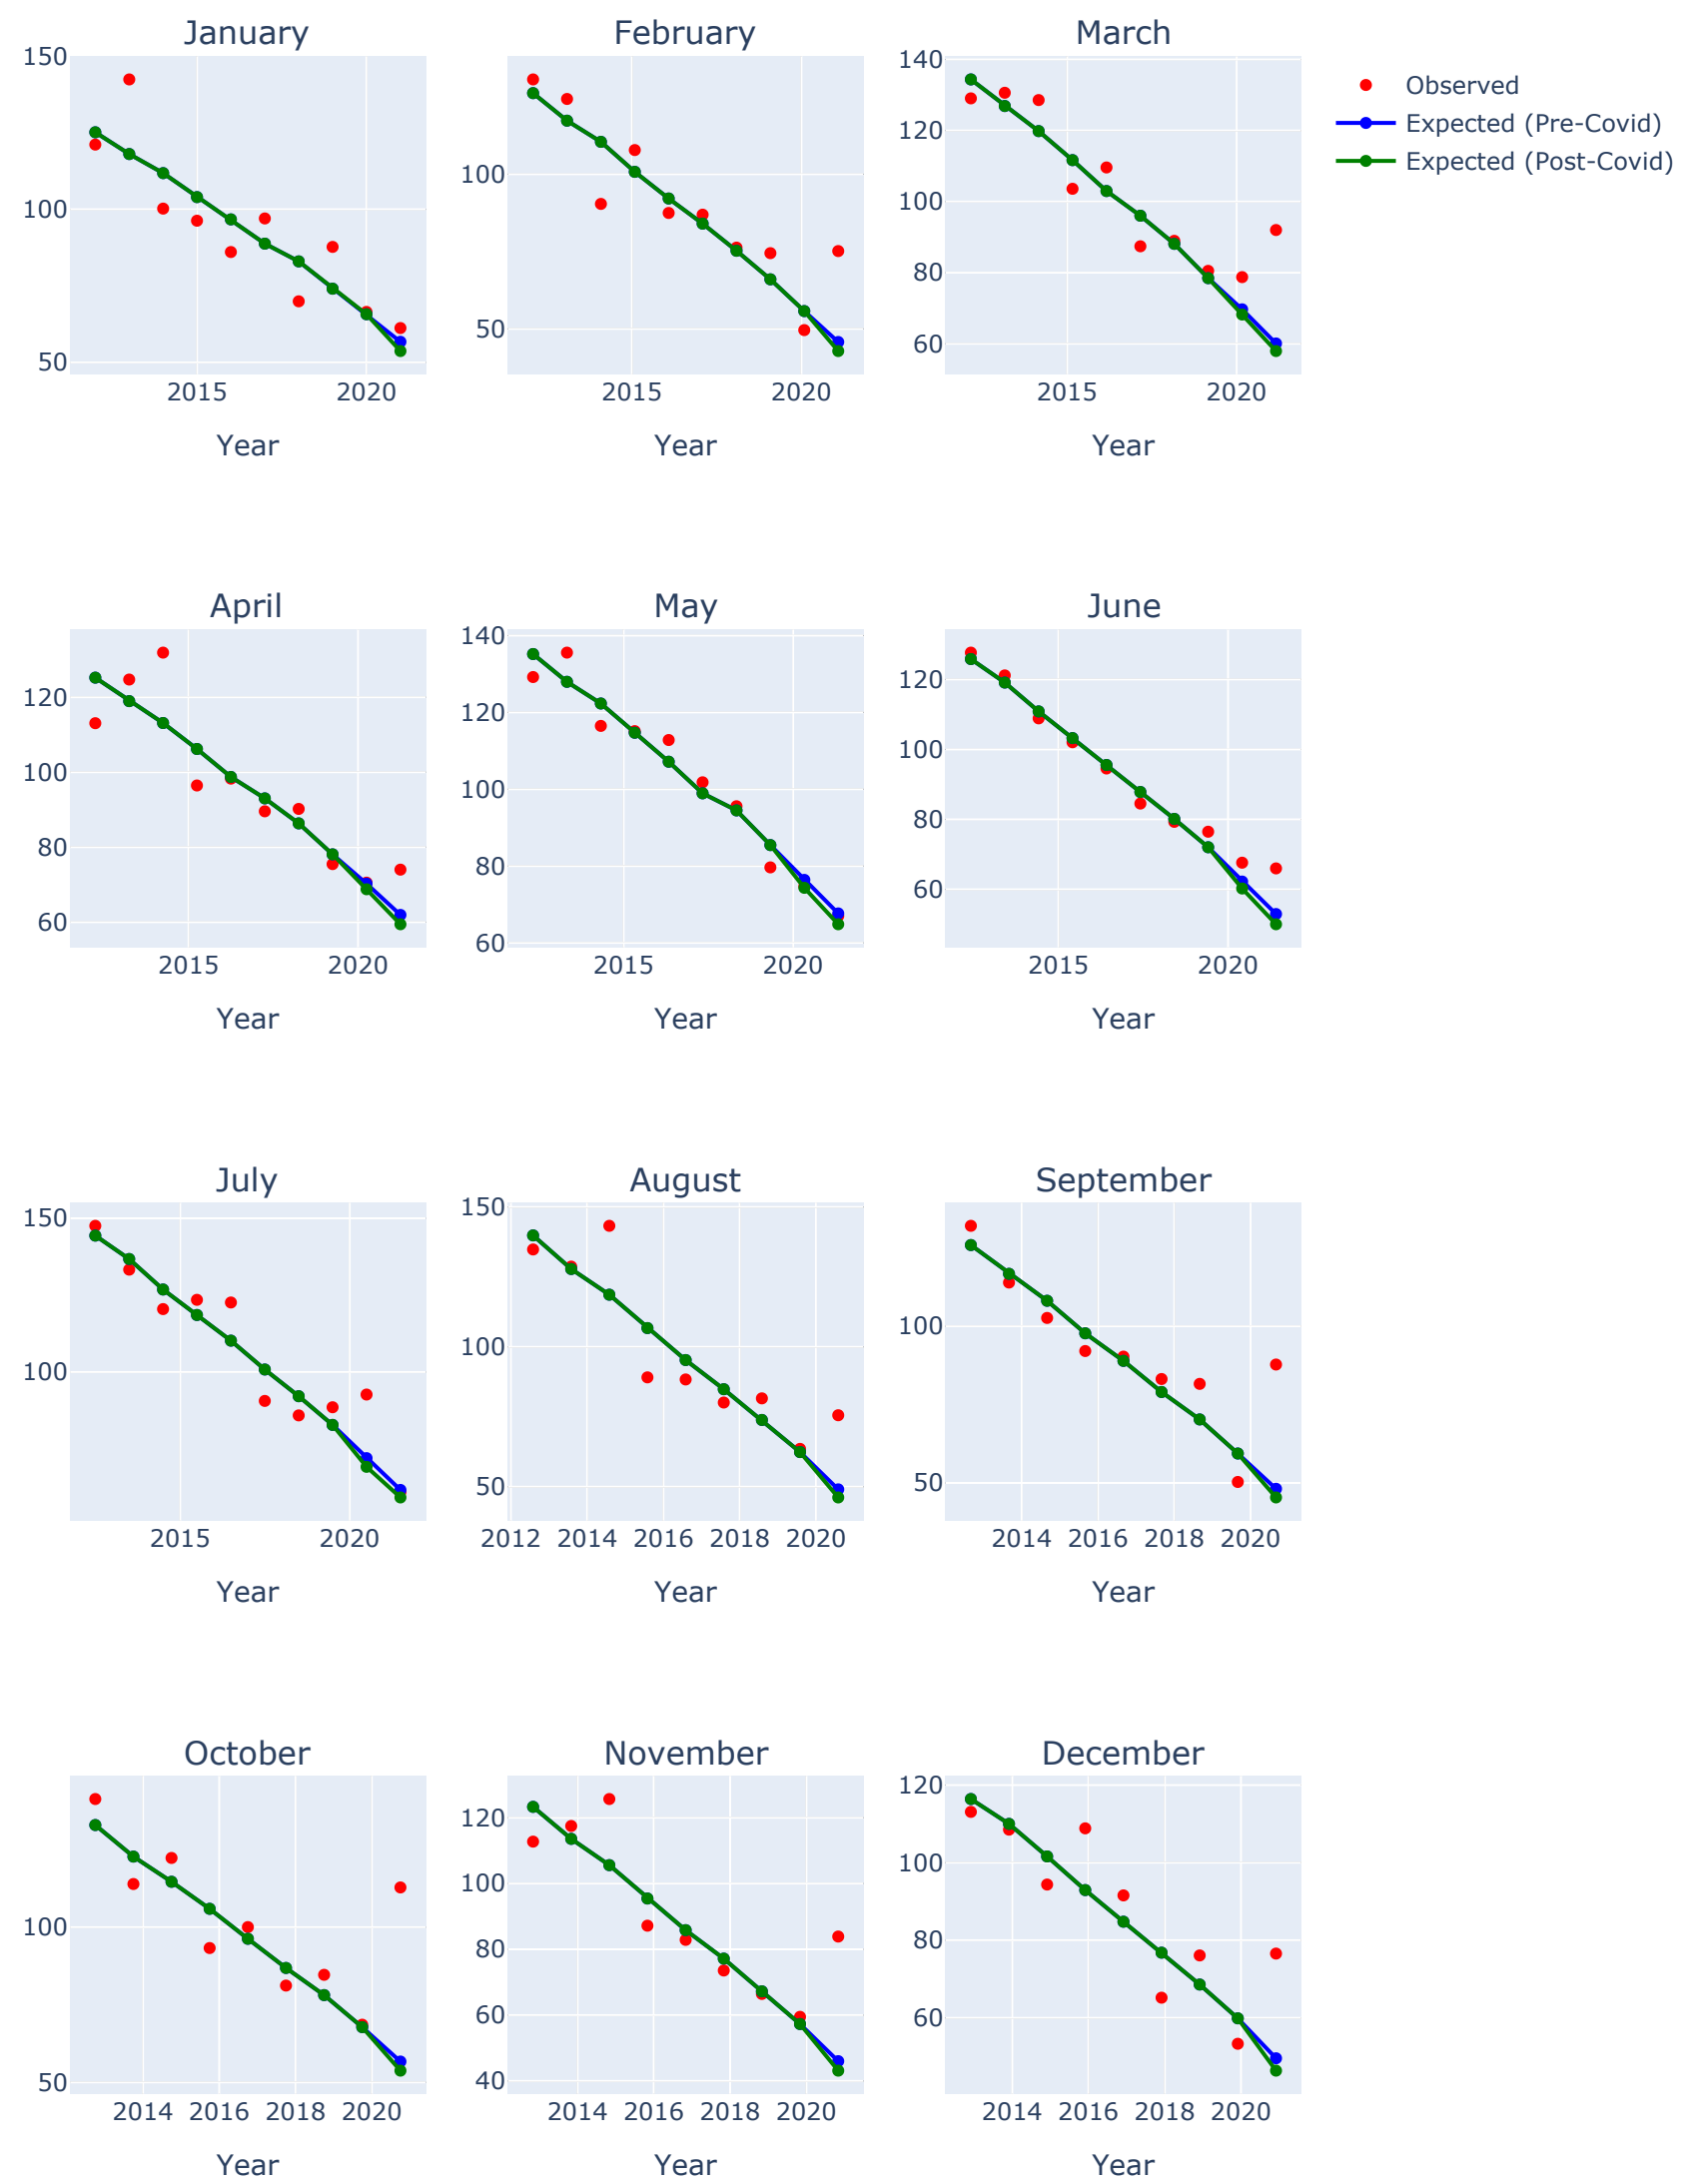 January February March
150
100
50
2015 2020
Year
100
50
2015 2020
Year
140
120
100
80
60
2015 2020
Year
Observed
Expected (Pre-Covid)
Expected (Post-Covid)
April May June
120
100
80
60
2015 2020
Year
140
120
100
80
60
2015 2020
Year
120
100
80
60
2015 2020
Year
July August September
150
100
2015 2020
Year
150
100
50
2012 2014 2016 2018 2020
Year
100
50
2014 2016 2018 2020
Year
October November December
100
50
2014 2016 2018 2020
Year
120
100
80
60
40
2014 2016 2018 2020
Year
120
100
80
60
2014 2016 2018 2020
Year